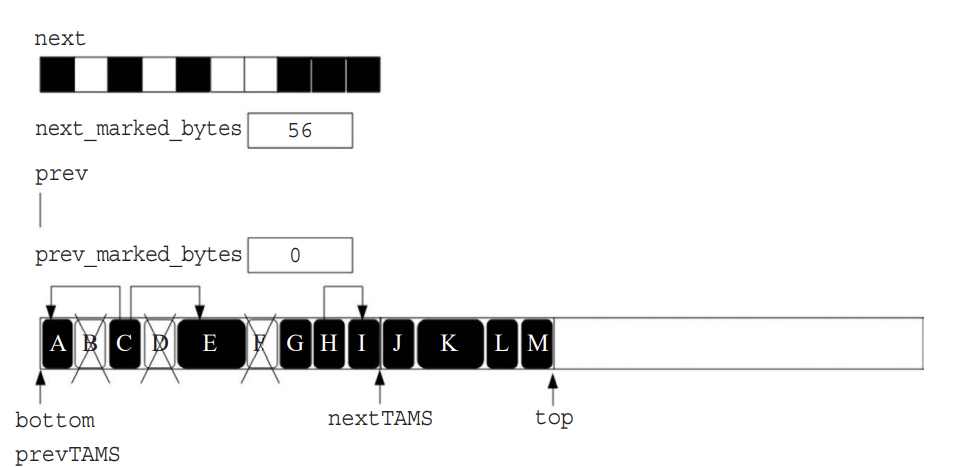 next
next_marked_bytes 56
prev
prev_marked_bytes 0
A B C D E F G H I J K L M
bottom nextTAMS top
prevTAMS